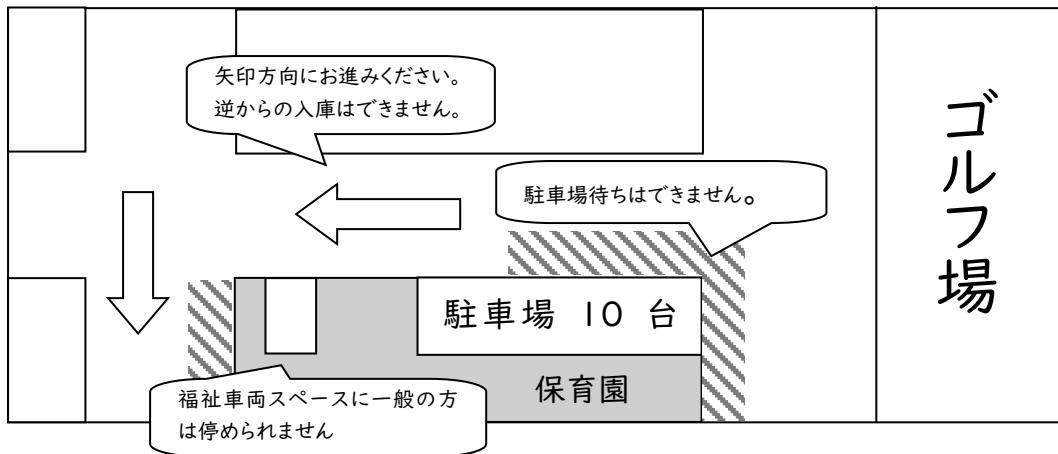 矢印方向にお進みください。
逆からの入庫はできません。
駐車場待ちはできません。
ゴルフ場
駐車場 10 台
保育園
福祉車両スペースに一般の方
は停められません